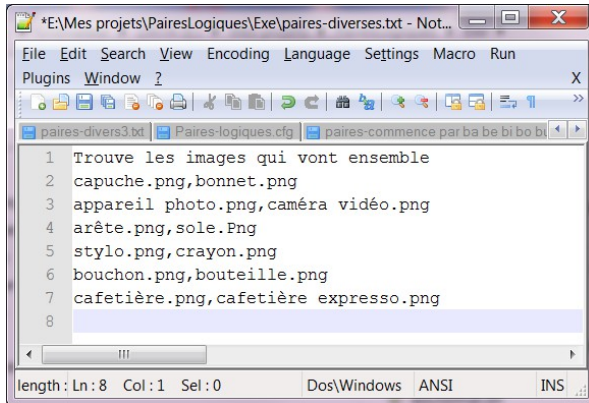 *E:\Mes projets\PairesLogiques\Exe\paires-diverses.txt - Not...
File Edit Search View Encoding Language Settings Macro Run
Plugins Window ? X
paires-divers3.txt Paires-logiques.cfg paires-commence par ba be bi bo bu
1 Trouve les images qui vont ensemble
2 capuche.png,bonnet.png
3 appareil photo.png,caméra vidéo.png
4 arête.png,sole.Png
5 stylo.png,crayon.png
6 bouchon.png,bouteille.png
7 cafetière.png,cafetière expresso.png
8
length : Ln : 8 Col : 1 Sel : 0 Dos\Windows ANSI INS